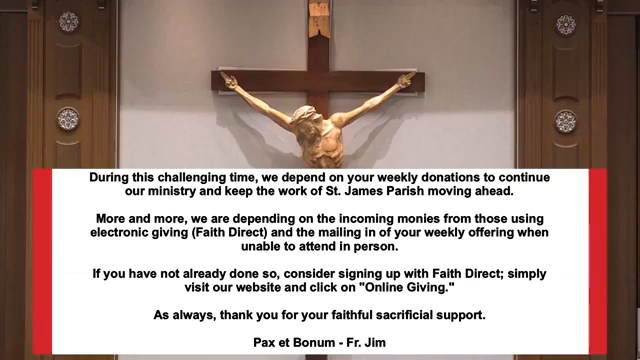 During this challenging time, we depend on your weekly donations to continue
our ministry and keep the work of St. James Parish moving ahead.
More and more, we are depending on the incoming monies from those using
electronic giving (Faith Direct) and the mailing in of your weekly offering when
unable to attend in person.
If you have not already done so, consider signing up with Faith Direct; simply
visit our website and click on "Online Giving."
As always, thank you for your faithful sacrificial support.
Pax et Bonum - Fr. Jim